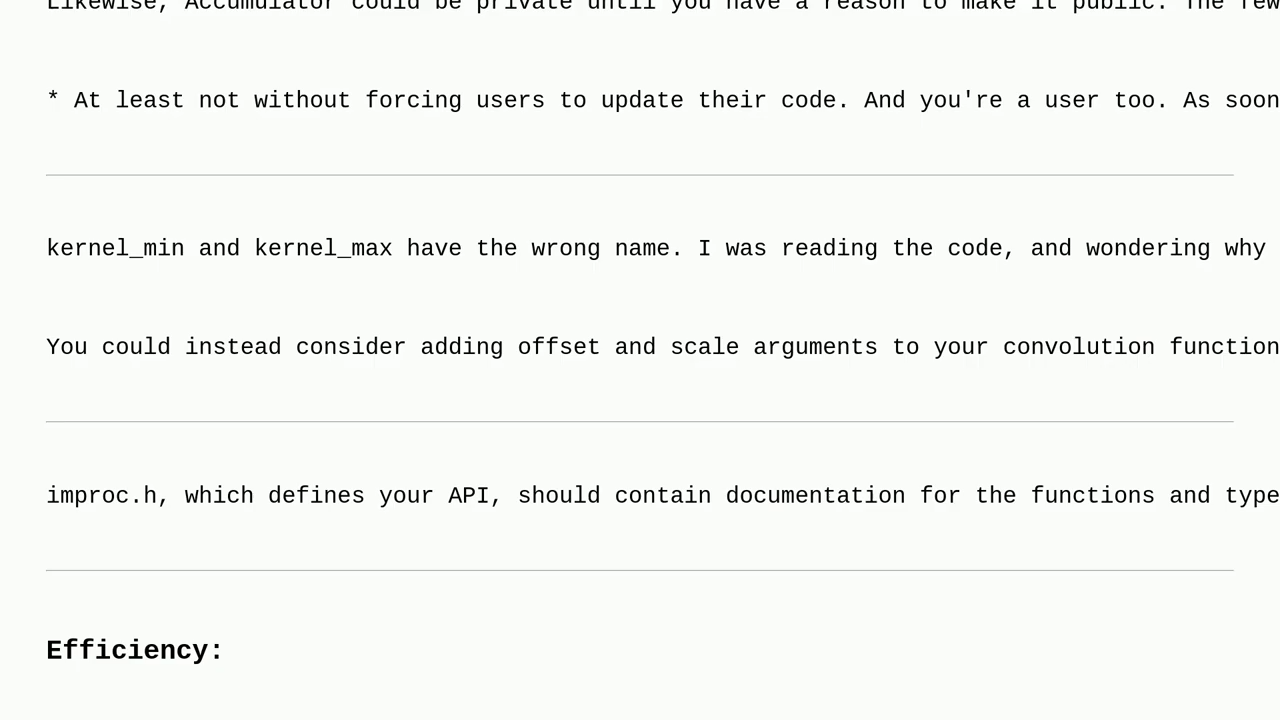 Likewise, Accumulator could be private until you have a reason to make it public. The few
* At least not without forcing users to update their code. And you're a user too. As soon
kernel_min and kernel_max have the wrong name. I was reading the code, and wondering why
You could instead consider adding offset and scale arguments to your convolution function
improc.h, which defines your API, should contain documentation for the functions and type
Efficiency: